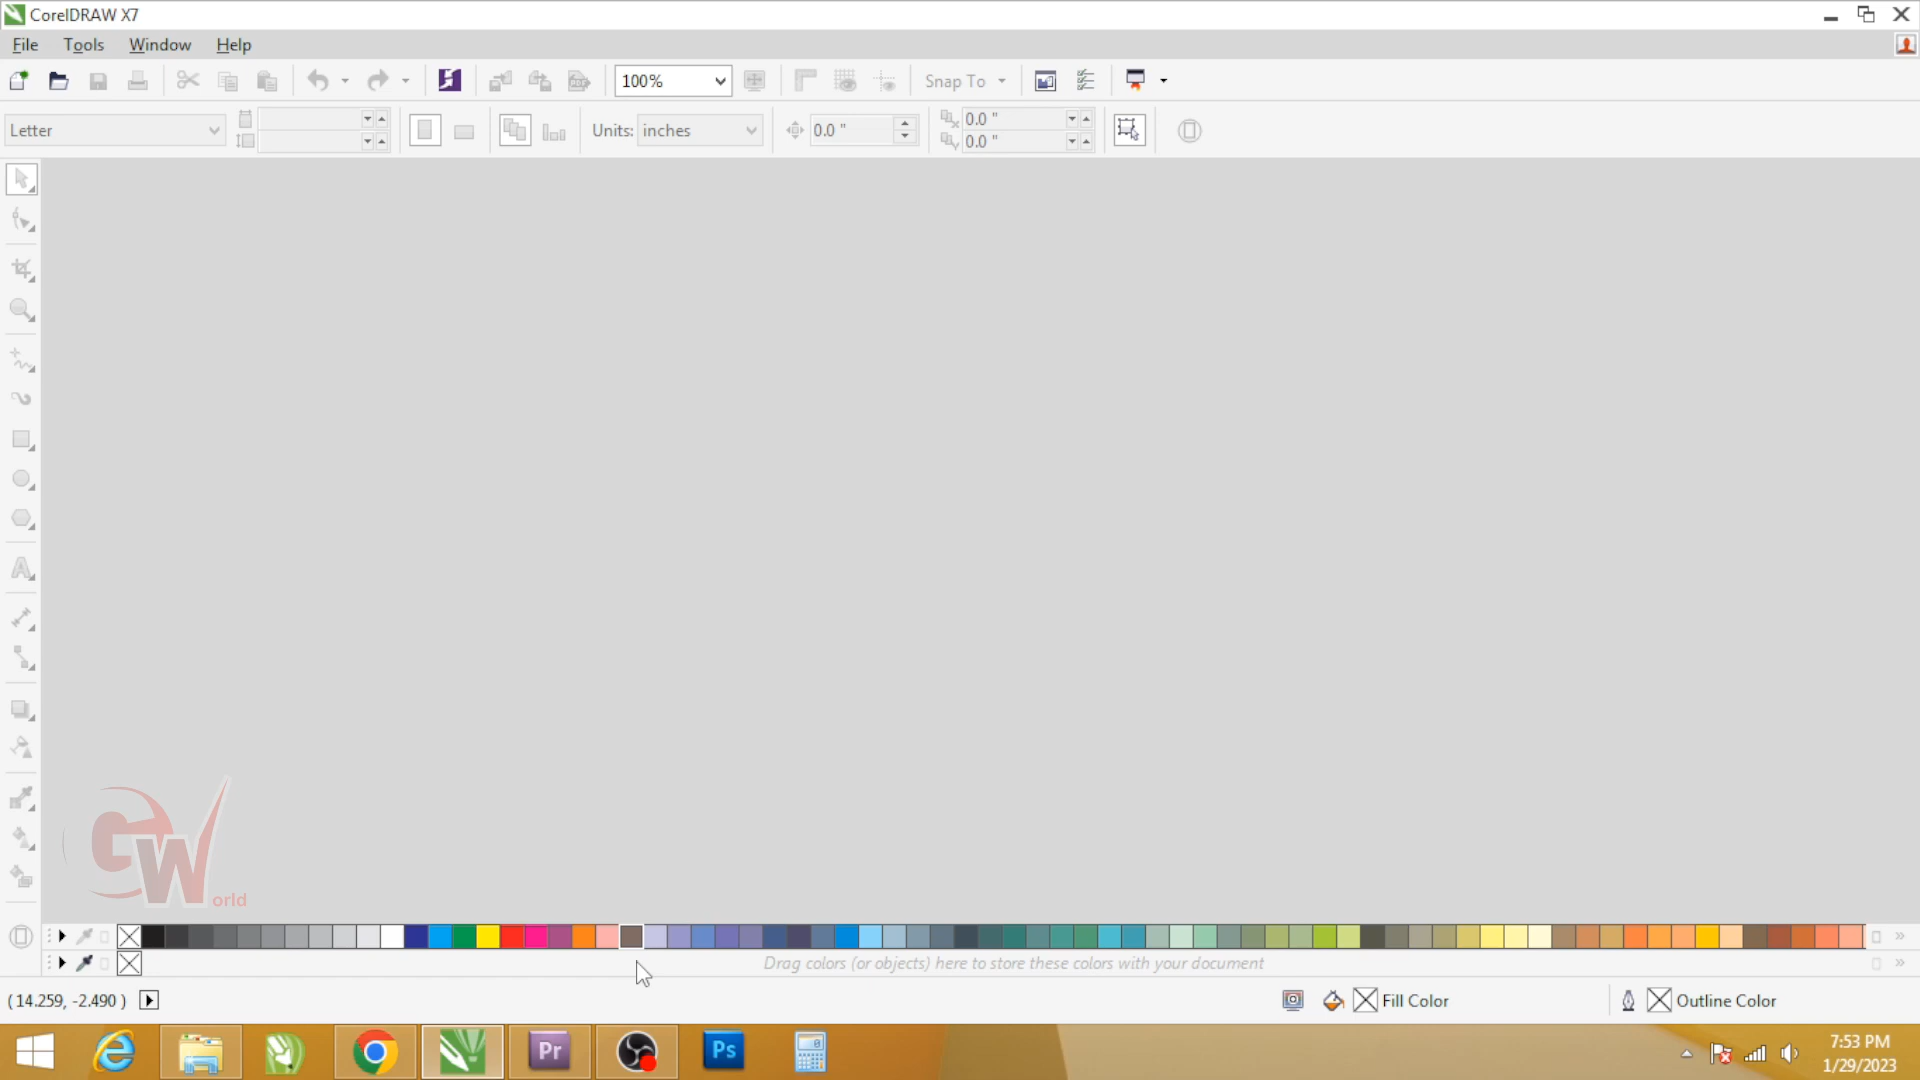 CorelDRAW X7
File Tools Window Help
100% Snap To
Letter Units: inches 0.0 " 0.0 "
0.0 "
GW
orld
Drag colors (or objects) here to store these colors with your document
( 14.259, -2.490 ) Fill Color Outline Color
Pr Ps 7:53 PM
1/29/2023